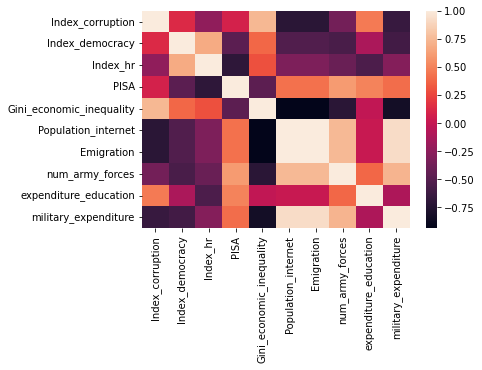 Index_corruption
Index_democracy
Index_hr
PISA
Gini_economic_inequality
Population_internet
Emigration
num_army_forces
expenditure_education
military_expenditure
Index_corruption
Index_democracy
Index_hr
PISA
Gini_economic_inequality
Population_internet
Emigration
num_army_forces
expenditure_education
military_expenditure
1.00
0.75
0.50
0.25
0.00
−0.25
−0.50
−0.75